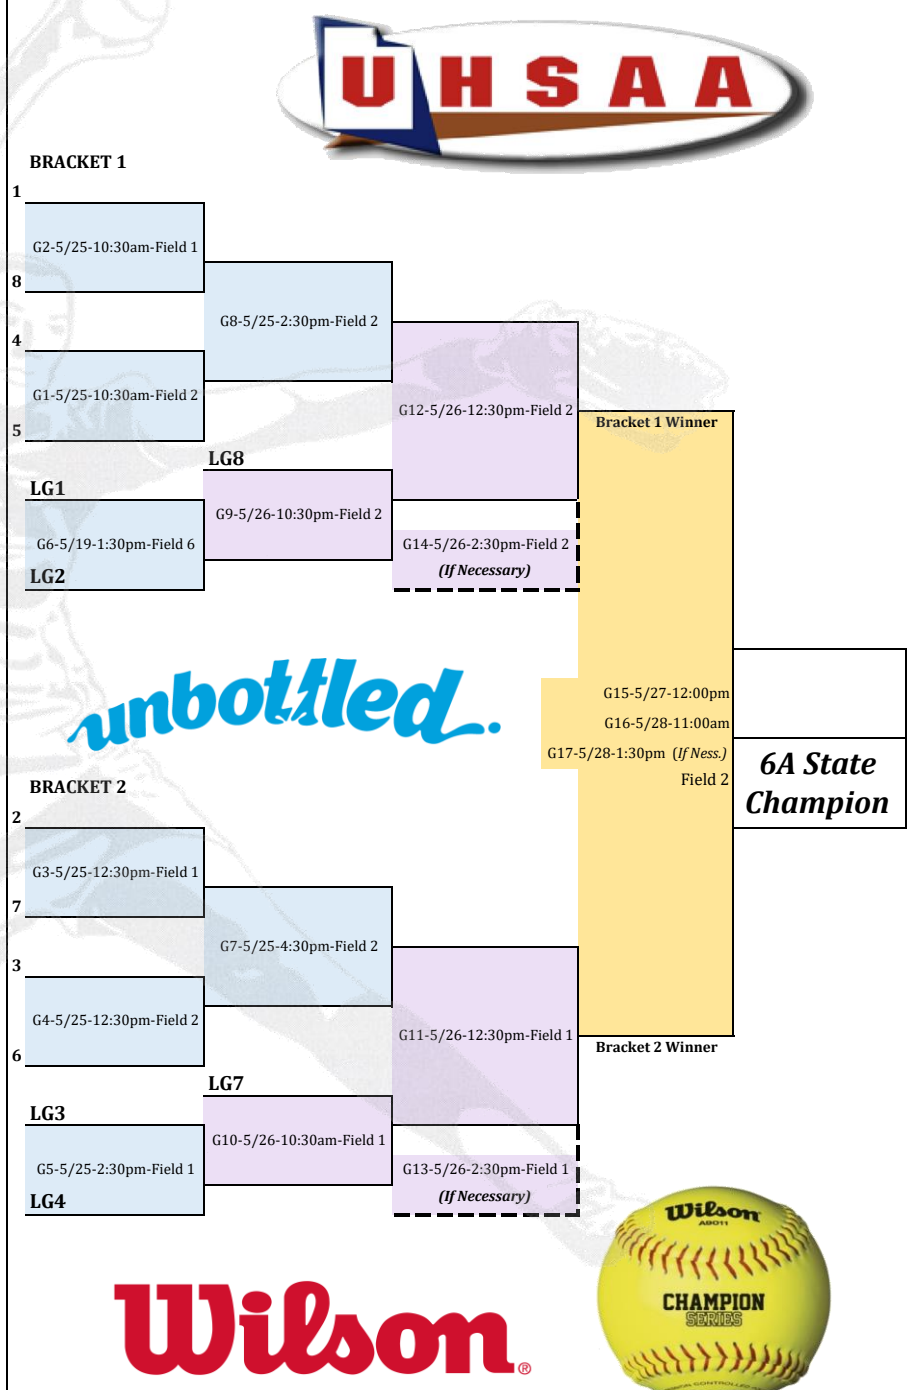 UHSAA
BRACKET 1
1
G2-5/25-10:30am-Field 1
8
G8-5/25-2:30pm-Field 2
4
G1-5/25-10:30am-Field 2
5
G12-5/26-12:30pm-Field 2
Bracket 1 Winner
LG8
LG1
G9-5/26-10:30pm-Field 2
G6-5/19-1:30pm-Field 6
LG2
G14-5/26-2:30pm-Field 2
(If Necessary)
unbottled.
G15-5/27-12:00pm
G16-5/28-11:00am
G17-5/28-1:30pm (If Ness.)
Field 2
6A State
Champion
BRACKET 2
2
G3-5/25-12:30pm-Field 1
7
G7-5/25-4:30pm-Field 2
3
G4-5/25-12:30pm-Field 2
6
G11-5/26-12:30pm-Field 1
Bracket 2 Winner
LG7
LG3
G10-5/26-10:30am-Field 1
G5-5/25-2:30pm-Field 1
LG4
G13-5/26-2:30pm-Field 1
(If Necessary)
Wilson®
Wilson
A9011
CHAMPION
SERIES